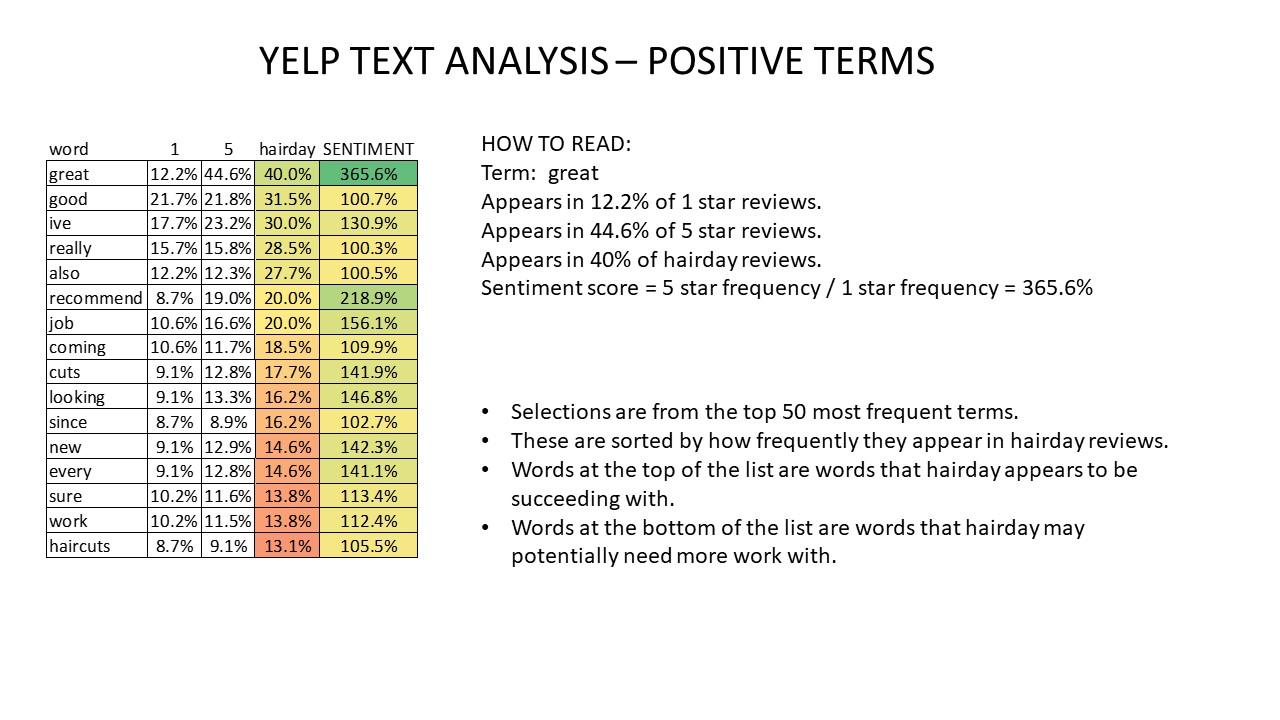 YELP TEXT ANALYSIS – POSITIVE TERMS
word 1 5 hairday SENTIMENT
great 12.2% 44.6% 40.0% 365.6%
good 21.7% 21.8% 31.5% 100.7%
ive 17.7% 23.2% 30.0% 130.9%
really 15.7% 15.8% 28.5% 100.3%
also 12.2% 12.3% 27.7% 100.5%
recommend 8.7% 19.0% 20.0% 218.9%
job 10.6% 16.6% 20.0% 156.1%
coming 10.6% 11.7% 18.5% 109.9%
cuts 9.1% 12.8% 17.7% 141.9%
looking 9.1% 13.3% 16.2% 146.8%
since 8.7% 8.9% 16.2% 102.7%
new 9.1% 12.9% 14.6% 142.3%
every 9.1% 12.8% 14.6% 141.1%
sure 10.2% 11.6% 13.8% 113.4%
work 10.2% 11.5% 13.8% 112.4%
haircuts 8.7% 9.1% 13.1% 105.5%
HOW TO READ:
Term: great
Appears in 12.2% of 1 star reviews.
Appears in 44.6% of 5 star reviews.
Appears in 40% of hairday reviews.
Sentiment score = 5 star frequency / 1 star frequency = 365.6%
• Selections are from the top 50 most frequent terms.
• These are sorted by how frequently they appear in hairday reviews.
• Words at the top of the list are words that hairday appears to be
succeeding with.
• Words at the bottom of the list are words that hairday may
potentially need more work with.